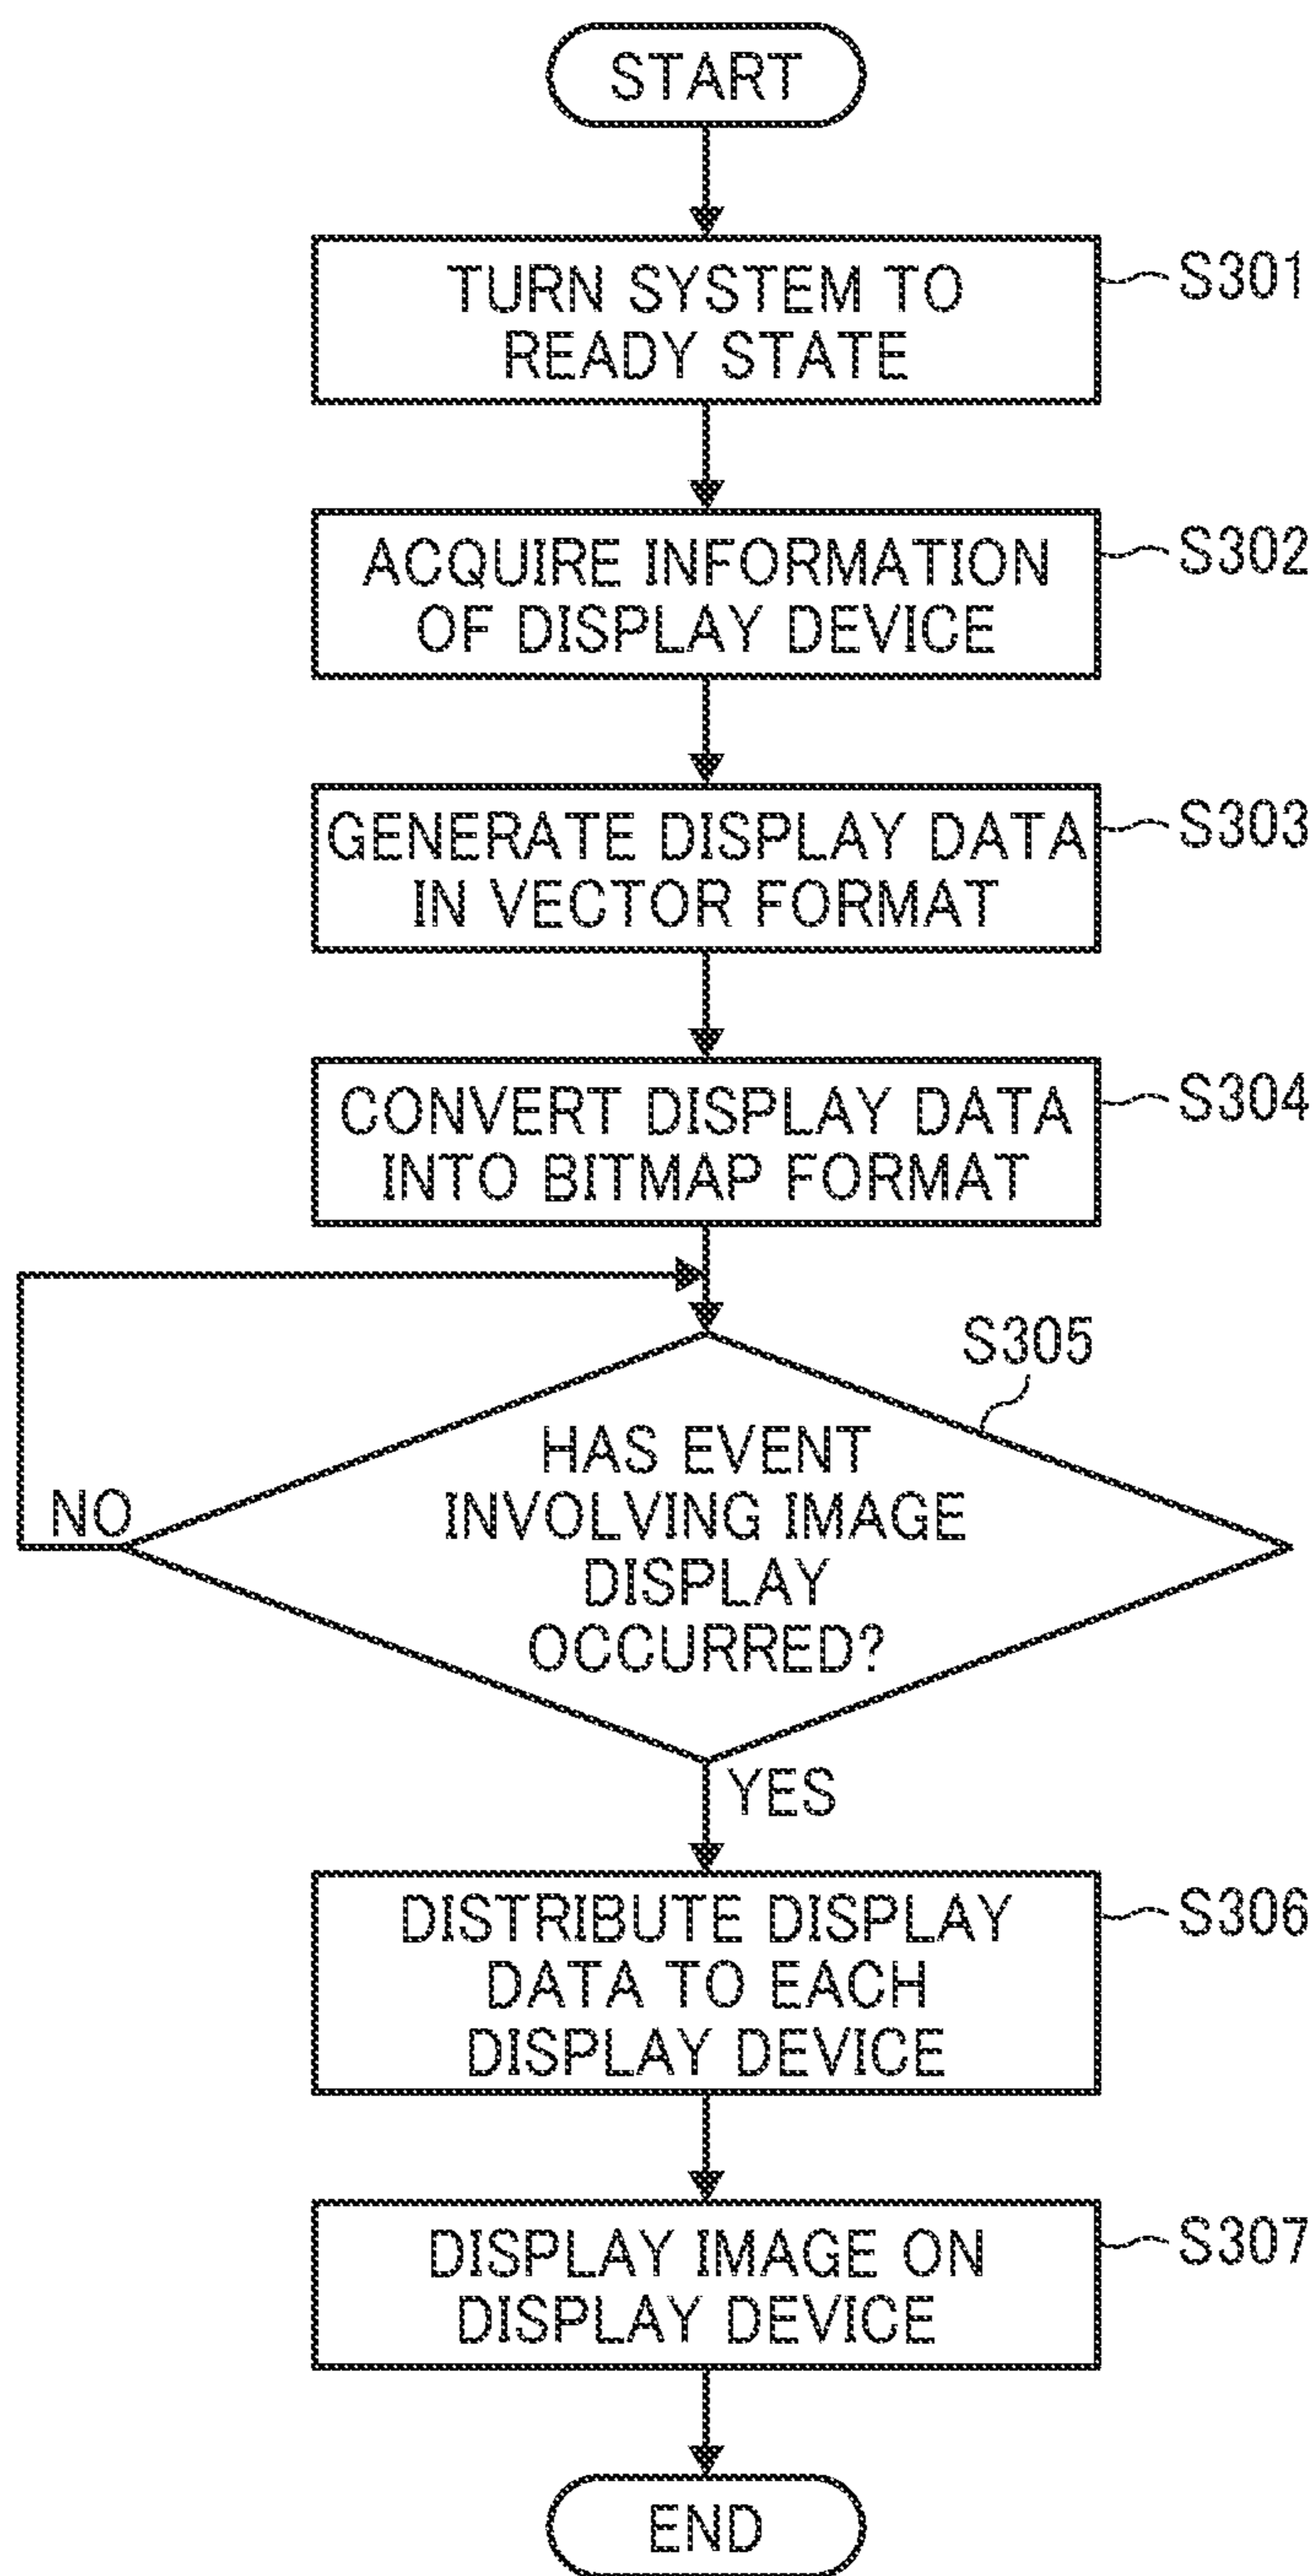 START
TURN SYSTEM TO
READY STATE
S301
ACQUIRE INFORMATION
OF DISPLAY DEVICE
S302
GENERATE DISPLAY DATA
IN VECTOR FORMAT
S303
CONVERT DISPLAY DATA
INTO BITMAP FORMAT
S304
S305
HAS EVENT
INVOLVING IMAGE
DISPLAY
OCCURRED?
NO
YES
DISTRIBUTE DISPLAY
DATA TO EACH
DISPLAY DEVICE
S306
DISPLAY IMAGE ON
DISPLAY DEVICE
S307
END